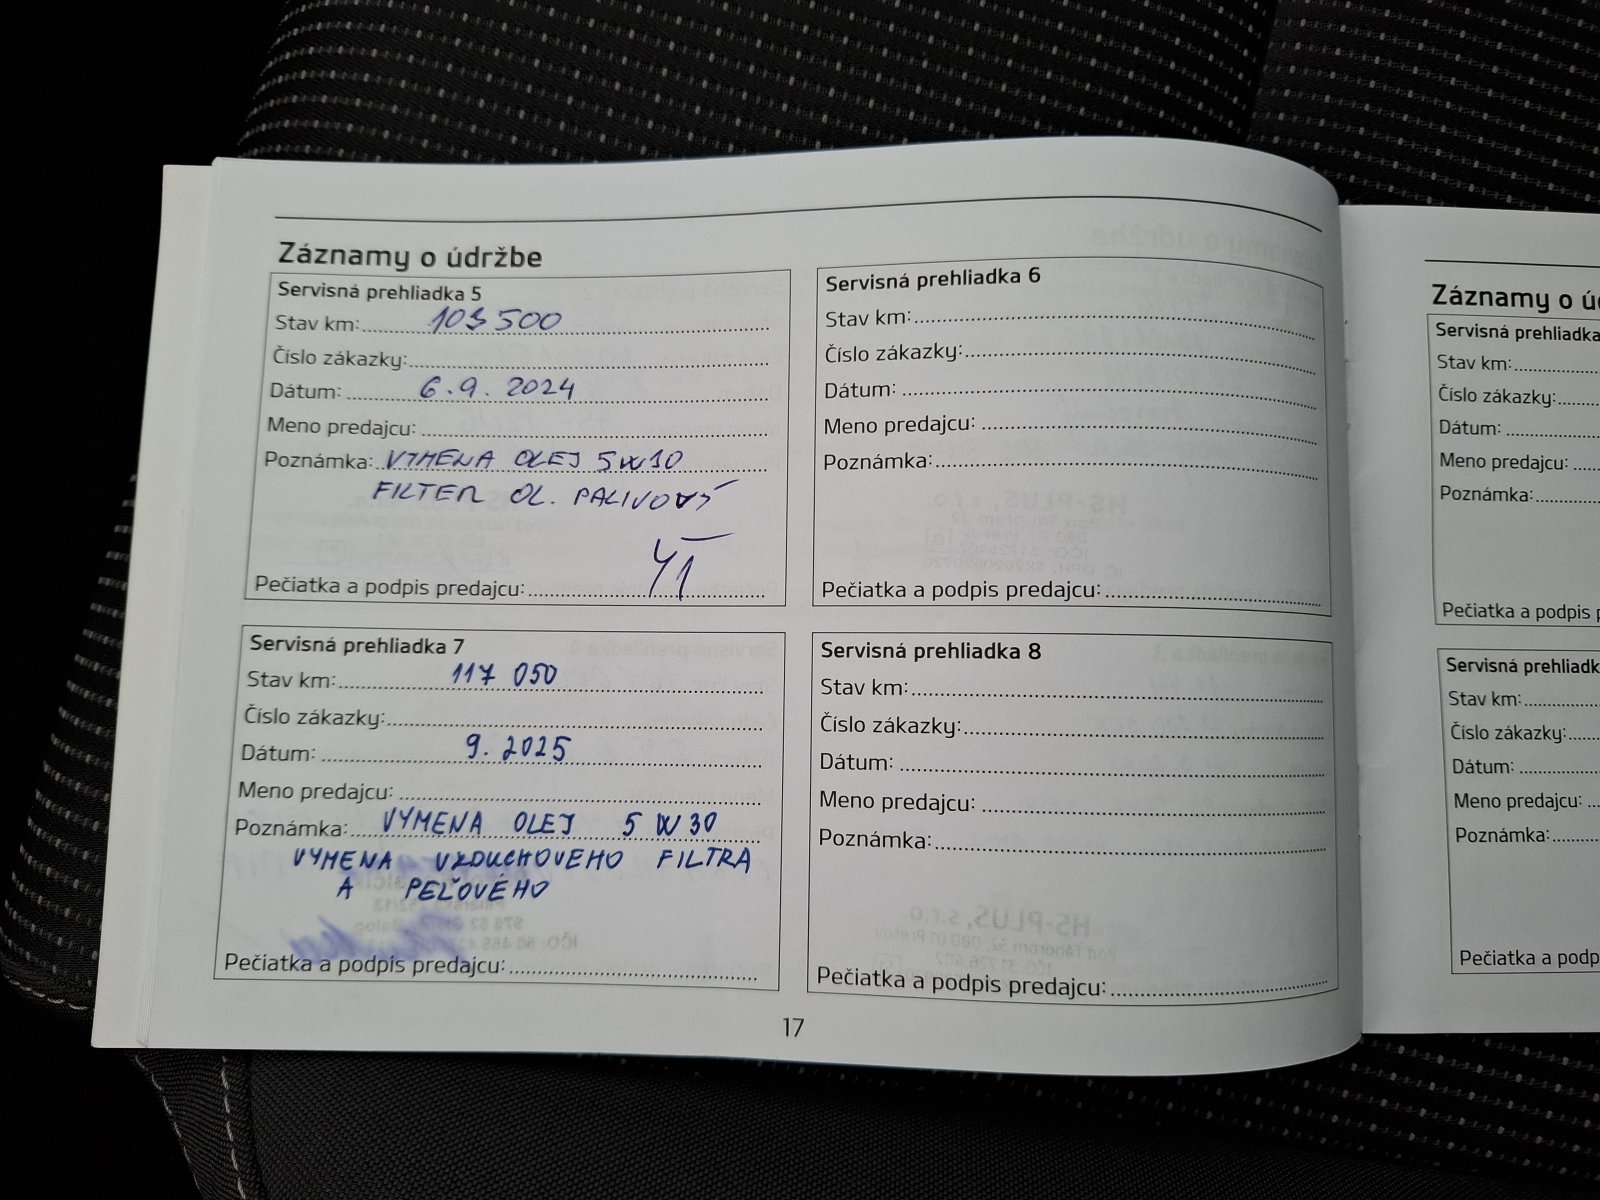 Záznamy o údržbe
Servisná prehliadka 5
Stav km: 103 500
Číslo zákazky:
Dátum: 6.9. 2024
Meno predajcu:
Poznámka: VÝMENA OLEJ 5W30
FILTER OL. PALIVOVÝ
Pečiatka a podpis predajcu:
Servisná prehliadka 6
Stav km:
Číslo zákazky:
Dátum:
Meno predajcu:
Poznámka:
Pečiatka a podpis predajcu:
Servisná prehliadka 7
Stav km: 117 050
Číslo zákazky:
Dátum: 9. 2025
Meno predajcu:
Poznámka: VÝMENA OLEJ 5 W 30
VÝMENA VZDUCHOVÉHO FILTRA
A PEĽOVÉHO
Pečiatka a podpis predajcu:
Servisná prehliadka 8
Stav km:
Číslo zákazky:
Dátum:
Meno predajcu:
Poznámka:
Pečiatka a podpis predajcu:
17
Záznamy o
Servisná prehliadka
Stav km:
Číslo zákazky:
Dátum:
Meno predajcu:
Poznámka:
Pečiatka a podpis
Servisná
Stav km:
Číslo zákazky:
Dátum:
Meno predajcu:
Poznámka:
Pečiatka a